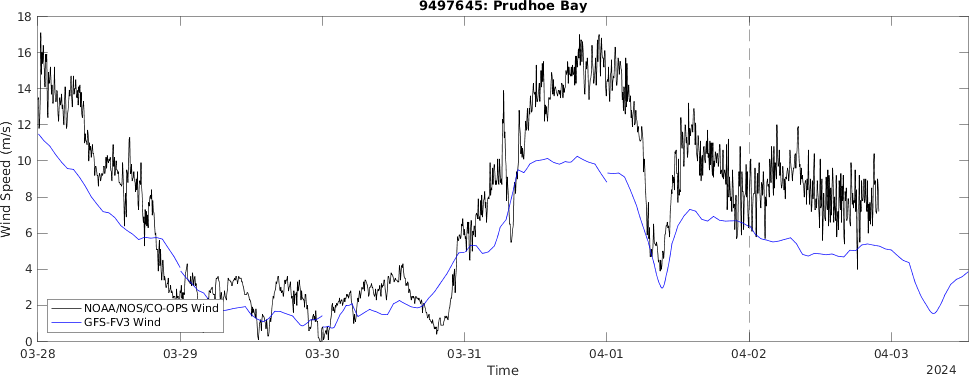 9497645: Prudhoe Bay
18
16
14
12
10
8
6
4
2
0
Wind Speed (m/s)
NOAA/NOS/CO-OPS Wind
GFS-FV3 Wind
03-28 03-29 03-30 03-31 04-01 04-02 04-03
Time
2024